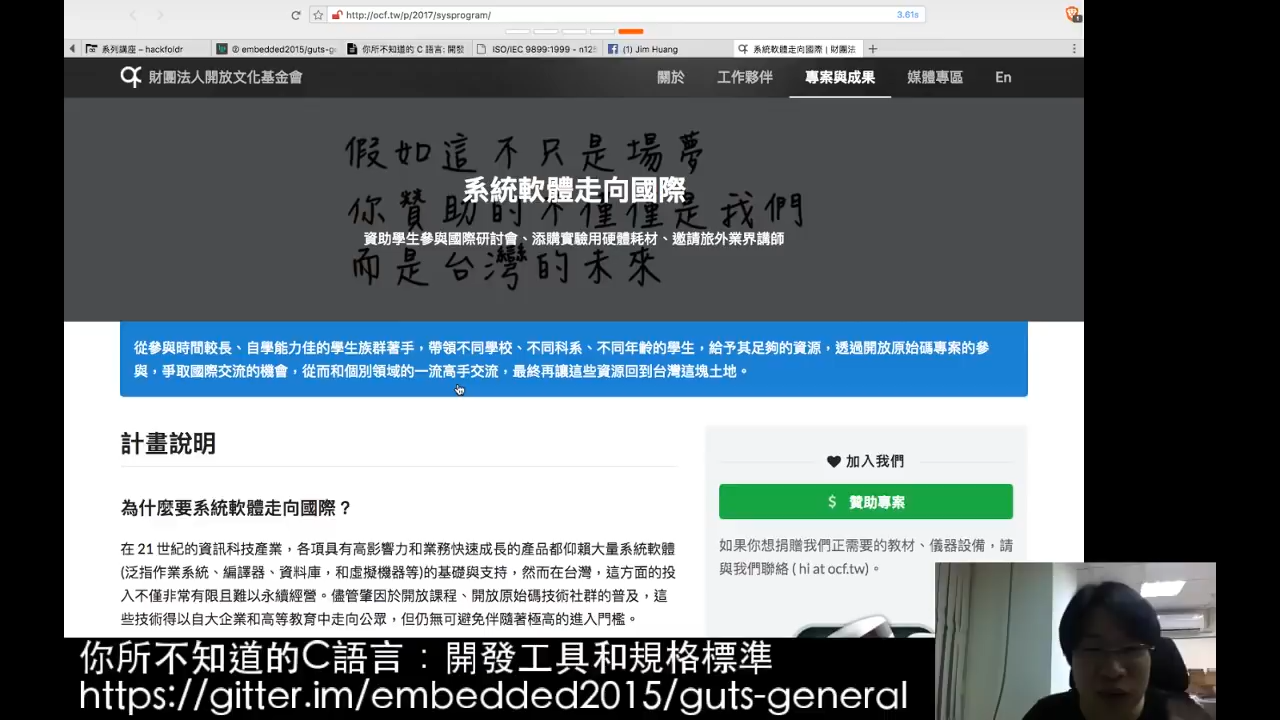 http://ocf.tw/p/2017/sysprogram/
3.61s
系列講座 – hackfoldr
@ embedded2015/guts-g
你所不知道的 C 語言: 開發
ISO/IEC 9899:1999 - n125
(1) Jim Huang
系統軟體走向國際 | 財團法
財團法人開放文化基金會
關於
工作夥伴
專案與成果
媒體專區
En
假如這不只是場夢
系統軟體走向國際
你贊助的不僅僅是我們
資助學生參與國際研討會、添購實驗用硬體耗材、邀請旅外業界講師
而是台灣的未來
從參與時間較長、自學能力佳的學生族群著手，帶領不同學校、不同科系、不同年齡的學生，給予其足夠的資源，透過開放原始碼專案的參
與，爭取國際交流的機會，從而和個別領域的一流高手交流，最終再讓這些資源回到台灣這塊土地。
計畫說明
為什麼要系統軟體走向國際？
在 21 世紀的資訊科技產業，各項具有高影響力和業務快速成長的產品都仰賴大量系統軟體
(泛指作業系統、編譯器、資料庫，和虛擬機器等)的基礎與支持，然而在台灣，這方面的投
入不僅非常有限且難以永續經營。儘管肇因於開放課程、開放原始碼技術社群的普及，這
些技術得以自大企業和高等教育中走向公眾，但仍無可避免伴隨著極高的進入門檻。
加入我們
$ 贊助專案
如果你想捐贈我們正需要的教材、儀器設備，請
與我們聯絡 ( hi at ocf.tw)。
你所不知道的C語言：開發工具和規格標準
https://gitter.im/embedded2015/guts-general